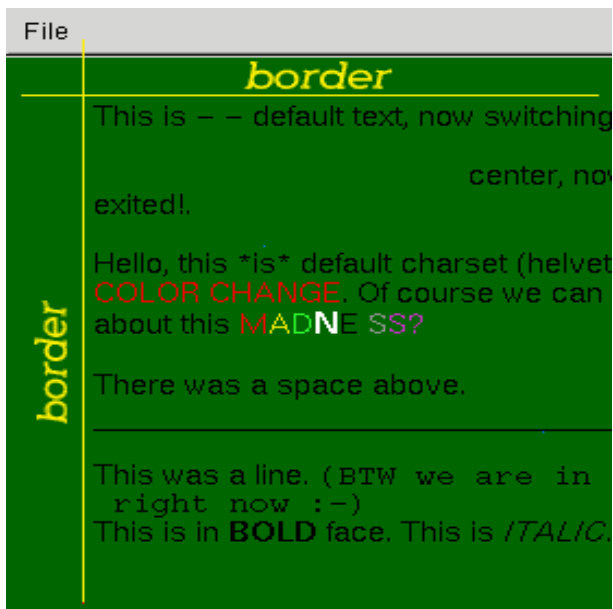 File
border
This is – – default text, now switching
center, now
exited!.
Hello, this *is* default charset (helvet
COLOR CHANGE. Of course we can
about this MADNE SS?
border
There was a space above.
This was a line. (BTW we are in
right now :–)
This is in BOLD face. This is ITALIC.